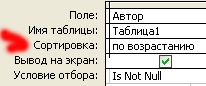 Поле: Автор
Имя таблицы: Таблица1
Сортировка: по возрастанию
Вывод на экран:
Условие отбора: Is Not Null